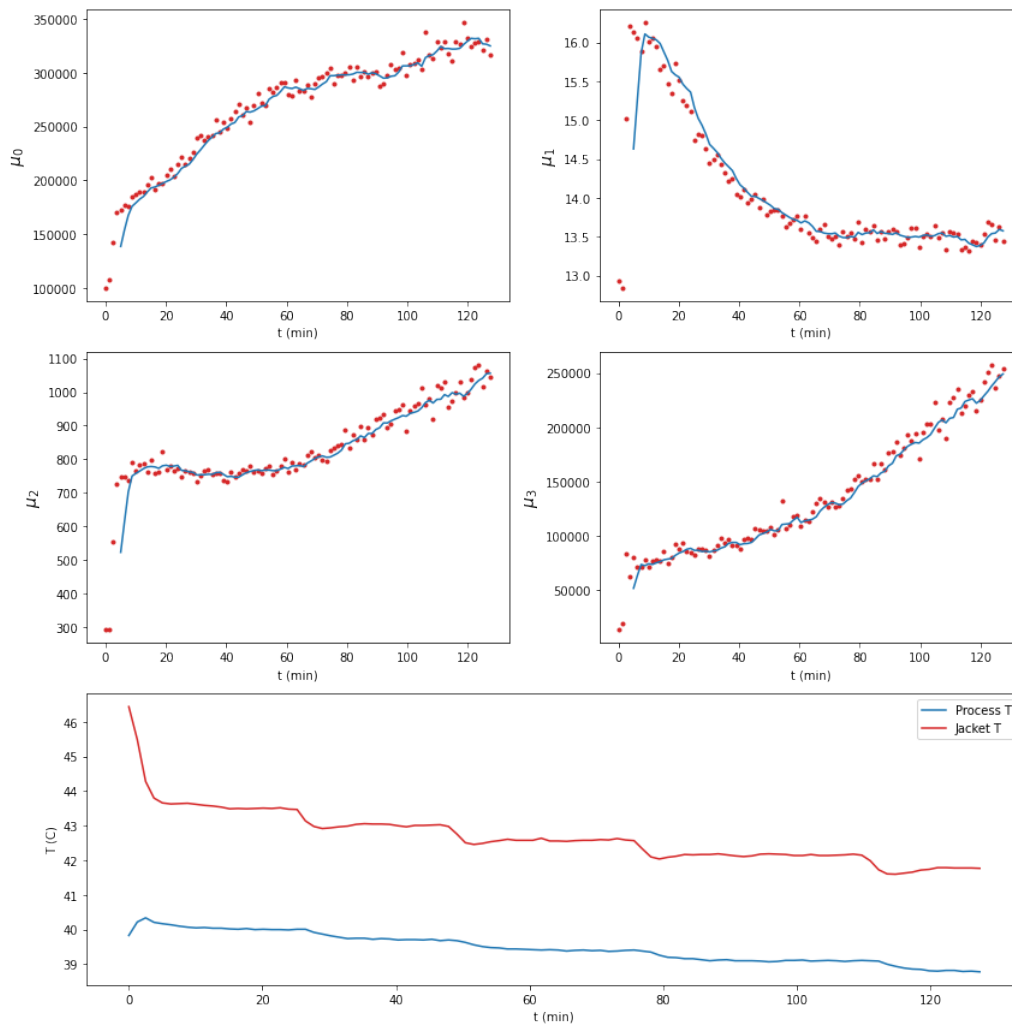 350000
300000
250000
200000
150000
100000
μ0
0 20 40 60 80 100 120
t (min)
16.0
15.5
15.0
14.5
14.0
13.5
13.0
μ1
0 20 40 60 80 100 120
t (min)
1100
1000
900
800
700
600
500
400
300
μ2
0 20 40 60 80 100 120
t (min)
250000
200000
150000
100000
50000
μ3
0 20 40 60 80 100 120
t (min)
Process T
Jacket T
46
45
44
43
42
41
40
39
T (C)
0 20 40 60 80 100 120
t (min)